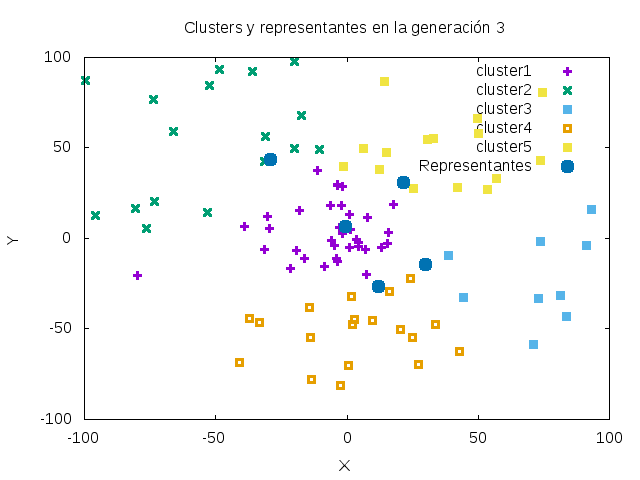 Clusters y representantes en la generación 3
100
50
0
-50
-100
Y
cluster1
cluster2
cluster3
cluster4
cluster5
Representantes
-100
-50
0
50
100
X